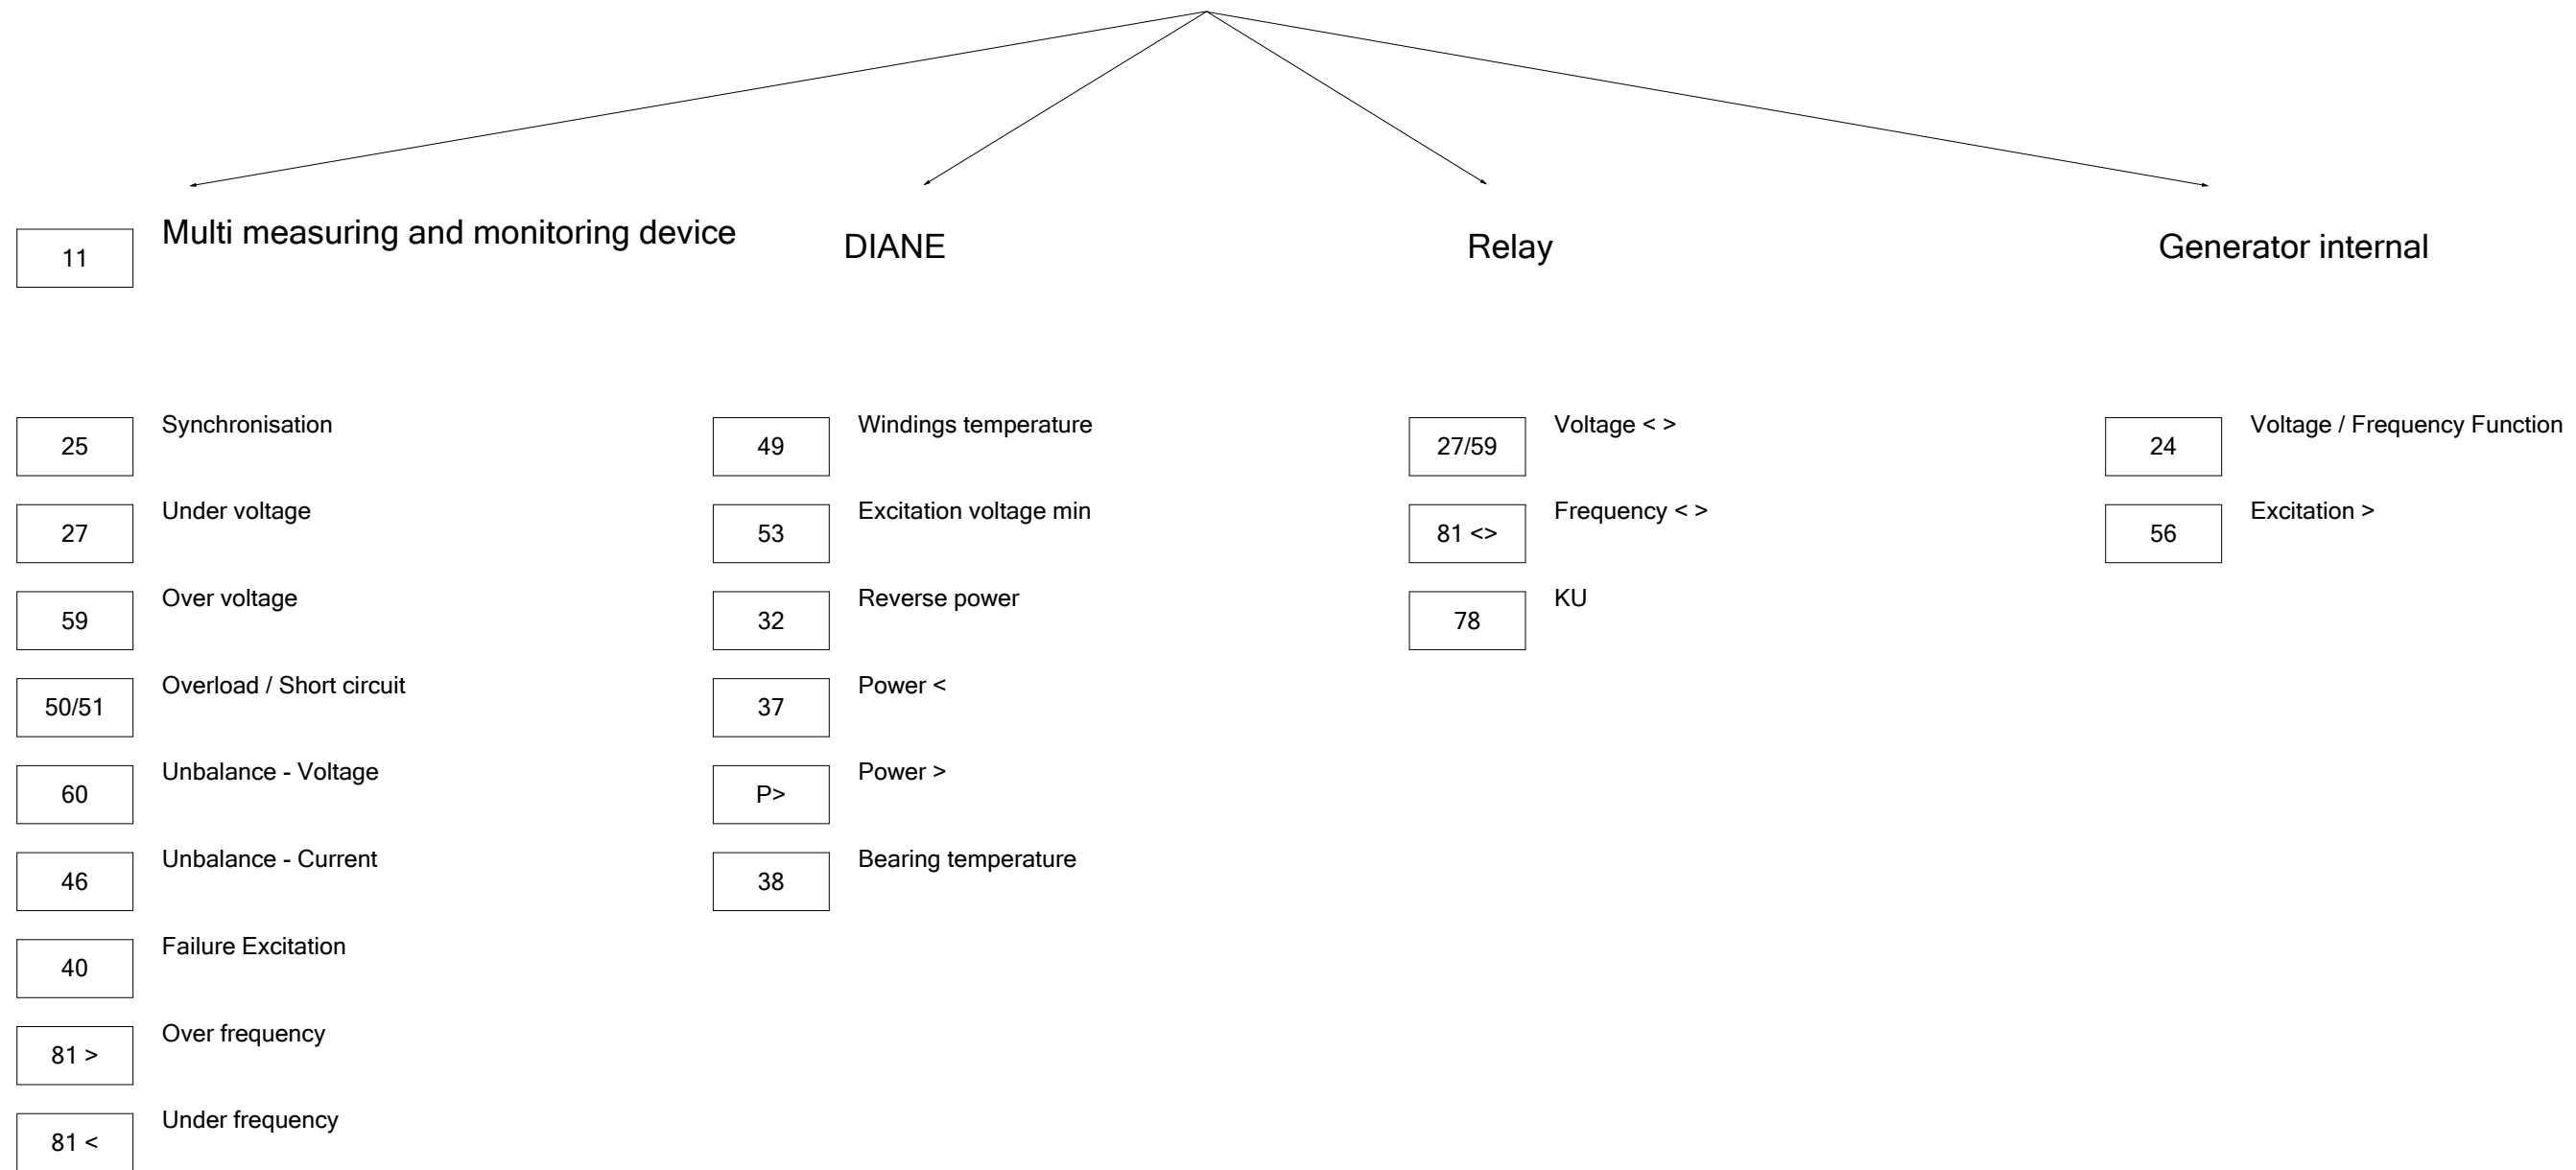 11 Multi measuring and monitoring device
DIANE
Relay
Generator internal
25 Synchronisation
27 Under voltage
59 Over voltage
50/51 Overload / Short circuit
60 Unbalance - Voltage
46 Unbalance - Current
40 Failure Excitation
81 > Over frequency
81 < Under frequency
49 Windings temperature
53 Excitation voltage min
32 Reverse power
37 Power <
P> Power >
38 Bearing temperature
27/59 Voltage < >
81 <> Frequency < >
78 KU
24 Voltage / Frequency Function
56 Excitation >